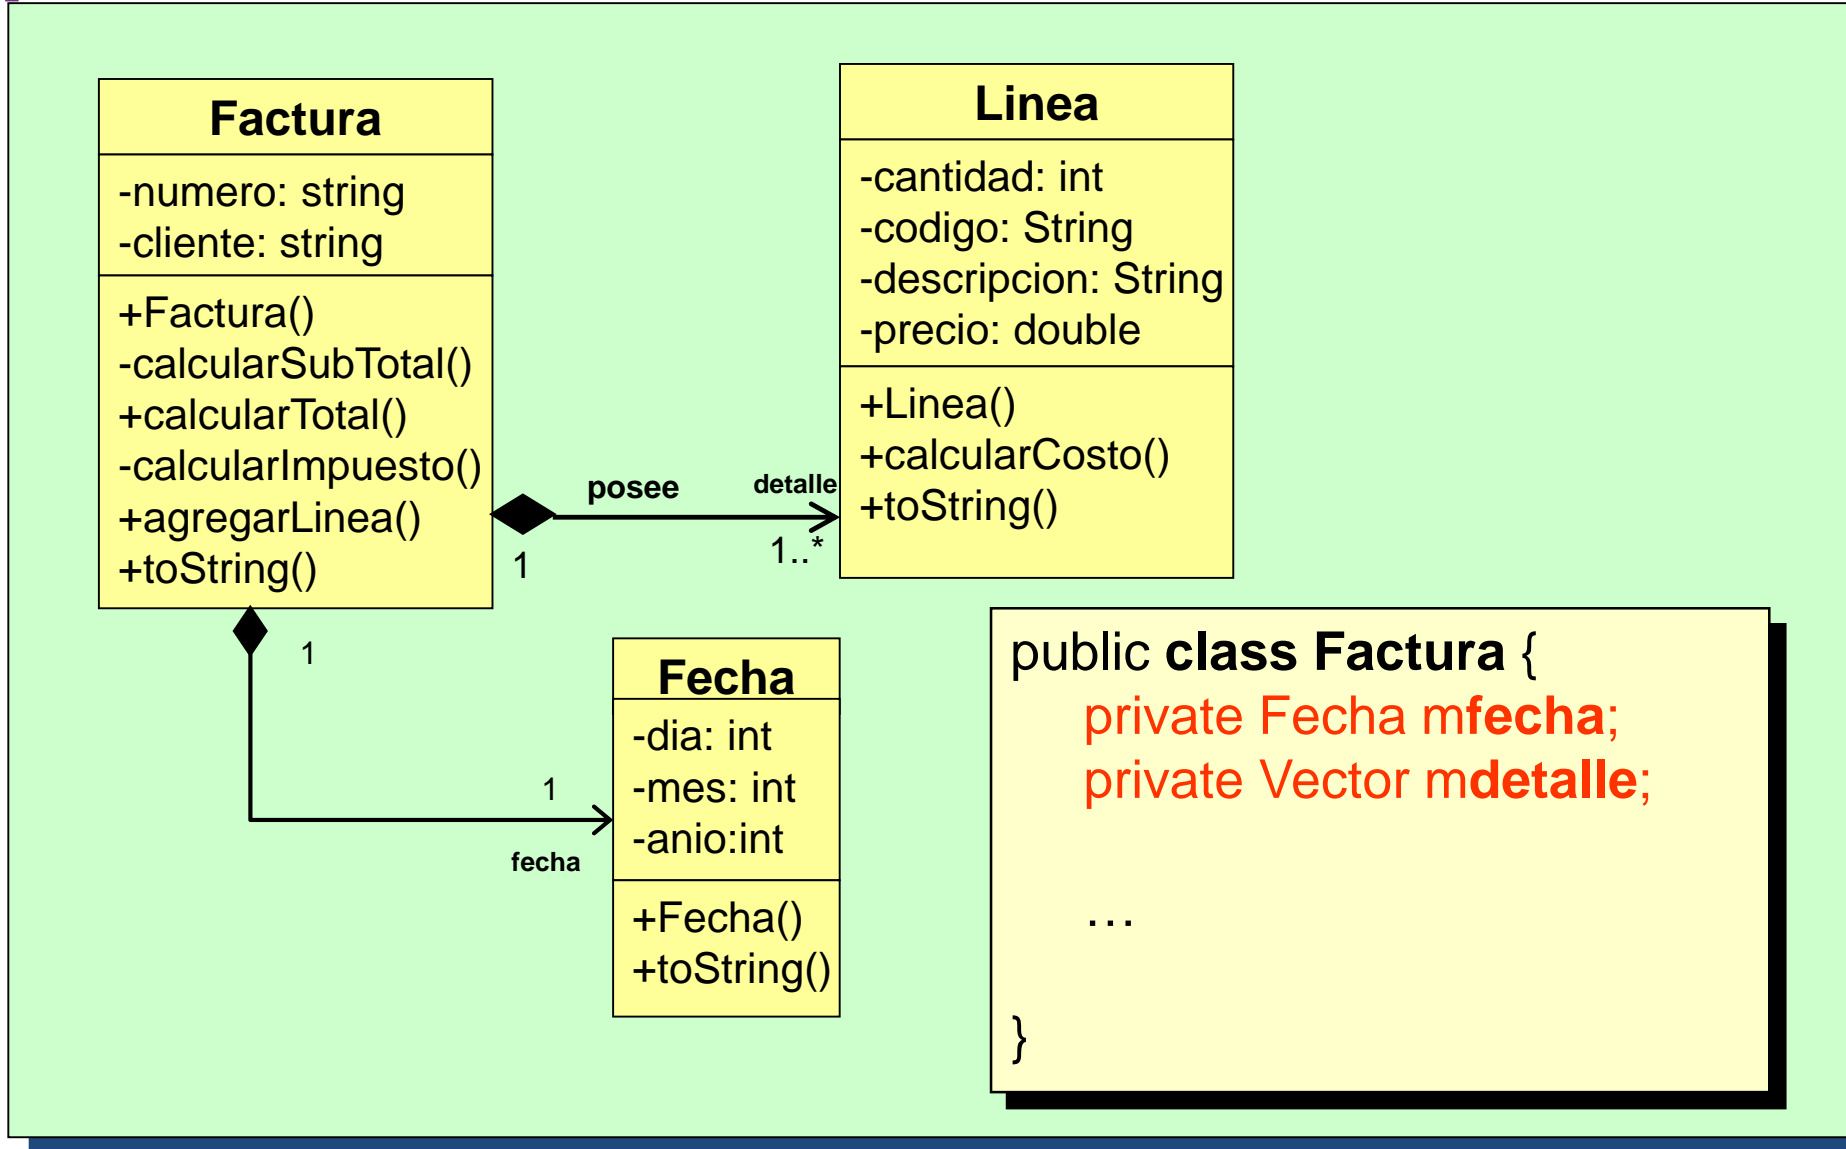 Factura
-numero: string
-cliente: string
+Factura()
-calcularSubTotal()
+calcularTotal()
-calcularImpuesto()
+agregarLinea()
+toString()
posee
detalle
1
1..*
Linea
-cantidad: int
-codigo: String
-descripcion: String
-precio: double
+Linea()
+calcularCosto()
+toString()
1
1
fecha
Fecha
-dia: int
-mes: int
-anio:int
+Fecha()
+toString()
public class Factura {
private Fecha mfecha;
private Vector mdetalle;
…
}